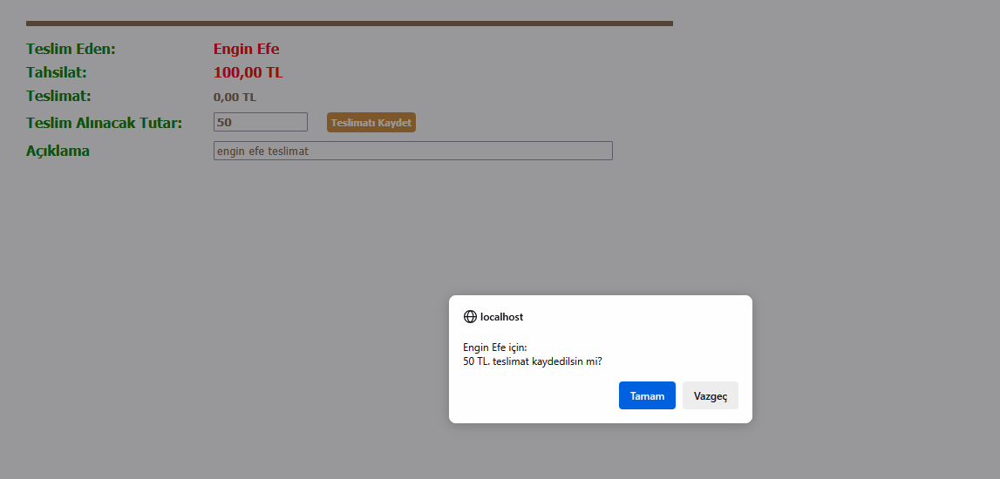 Teslim Eden: Engin Efe
Tahsilat: 100,00 TL
Teslimat: 0,00 TL
Teslim Alınacak Tutar: 50 Teslimatı Kaydet
Açıklama engin efe teslimat
localhost
Engin Efe için:
50 TL. teslimat kaydedilsin mi?
Tamam Vazgeç